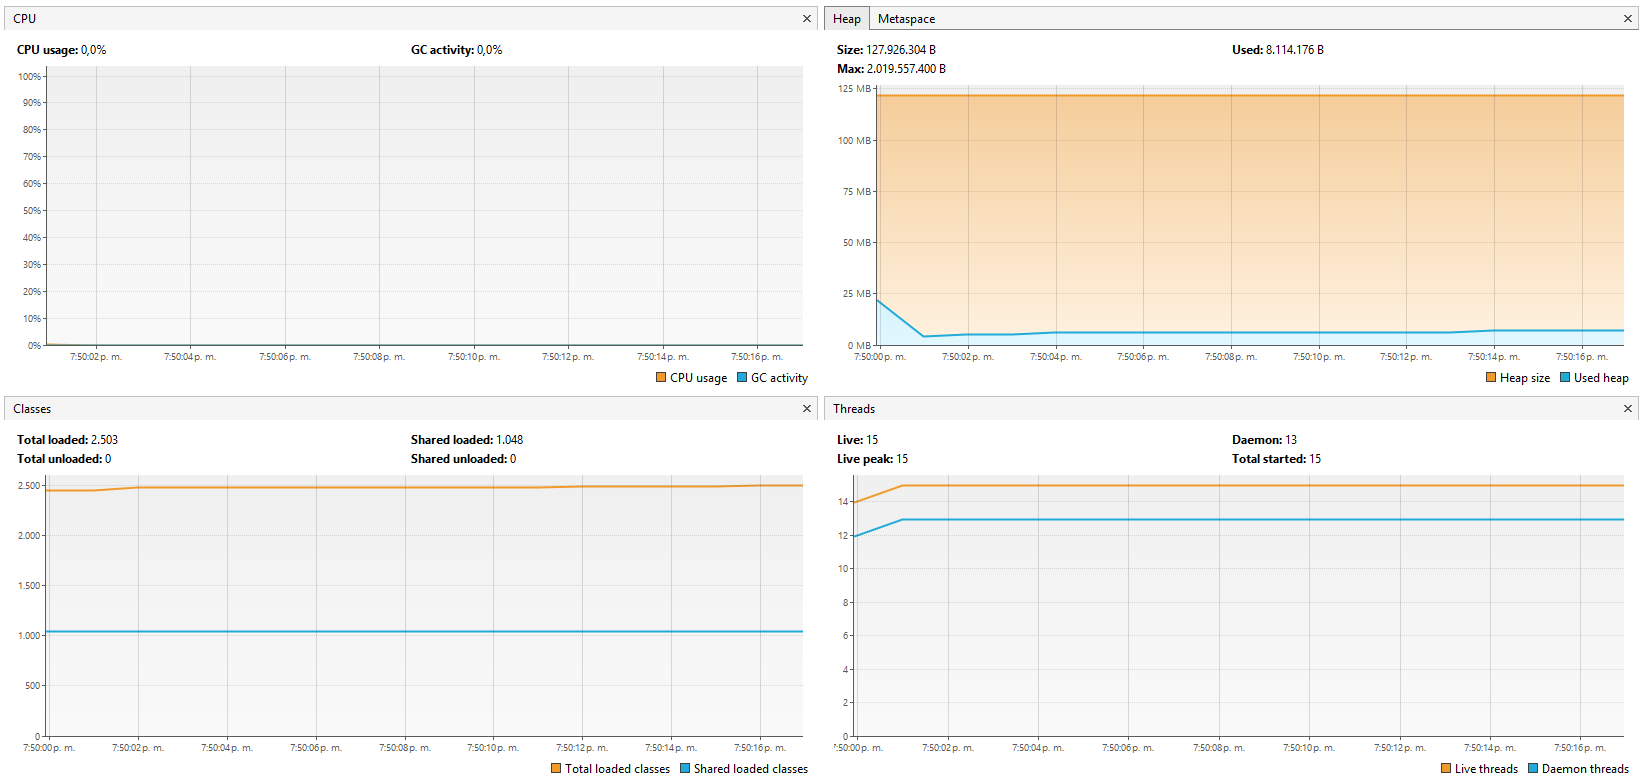 CPU
CPU usage: 0,0% GC activity: 0,0%
100%
90%
80%
70%
60%
50%
40%
30%
20%
10%
0%
7:50:02 p. m. 7:50:04 p. m. 7:50:06 p. m. 7:50:08 p. m. 7:50:10 p. m. 7:50:12 p. m. 7:50:14 p. m. 7:50:16 p. m.
CPU usage GC activity
Heap Metaspace
Size: 127.926.304 B Used: 8.114.176 B
Max: 2.019.557.400 B
125 MB
100 MB
75 MB
50 MB
25 MB
0 MB
7:50:00 p. m. 7:50:02 p. m. 7:50:04 p. m. 7:50:06 p. m. 7:50:08 p. m. 7:50:10 p. m. 7:50:12 p. m. 7:50:14 p. m. 7:50:16 p. m.
Heap size Used heap
Classes
Total loaded: 2.503 Shared loaded: 1.048
Total unloaded: 0 Shared unloaded: 0
2.500
2.000
1.500
1.000
500
0
7:50:00 p. m. 7:50:02 p. m. 7:50:04 p. m. 7:50:06 p. m. 7:50:08 p. m. 7:50:10 p. m. 7:50:12 p. m. 7:50:14 p. m. 7:50:16 p. m.
Total loaded classes Shared loaded classes
Threads
Live: 15 Daemon: 13
Live peak: 15 Total started: 15
14
12
10
8
6
4
2
0
:50:00 p. m. 7:50:02 p. m. 7:50:04 p. m. 7:50:06 p. m. 7:50:08 p. m. 7:50:10 p. m. 7:50:12 p. m. 7:50:14 p. m. 7:50:16 p. m.
Live threads Daemon threads